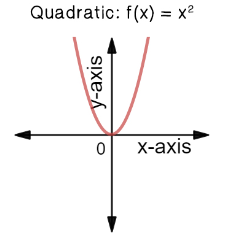 Quadratic: f(x) = x²
y-axis
0
x-axis